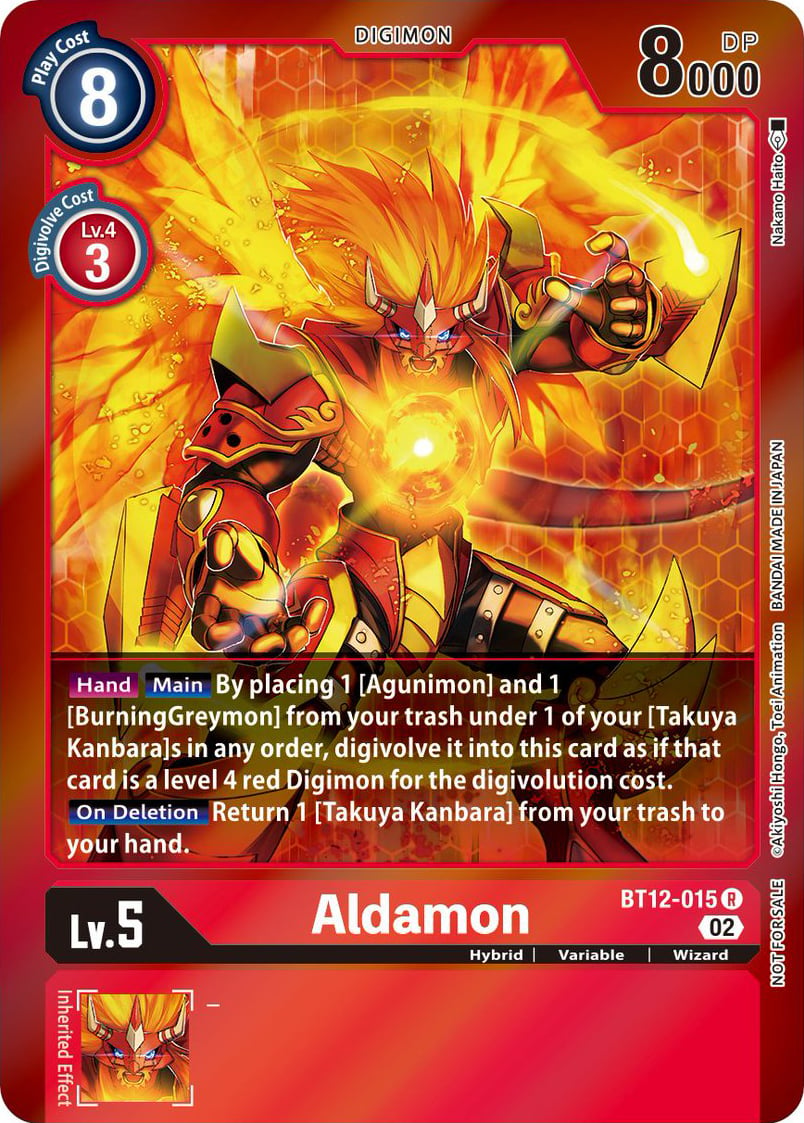 DIGIMON
Play Cost
8
DP
8000
Digivolve Cost
Lv.4
3
Nakano Haito
Hand Main By placing 1 [Agunimon] and 1
[BurningGreymon] from your trash under 1 of your [Takuya
Kanbara]s in any order, digivolve it into this card as if that
card is a level 4 red Digimon for the digivolution cost.
On Deletion Return 1 [Takuya Kanbara] from your trash to
your hand.
©Akiyoshi Hongo, Toei Animation BANDAI MADE IN JAPAN
NOT FOR SALE
Lv.5
Aldamon
BT12-015 R
02
Hybrid | Variable | Wizard
Inherited Effect
–